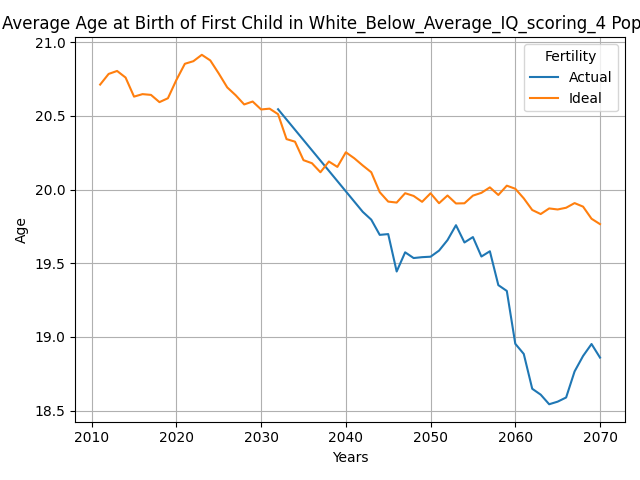 Average Age at Birth of First Child in White_Below_Average_IQ_scoring_4 Pop
21.0
20.5
20.0
19.5
19.0
18.5
Age
Fertility
Actual
Ideal
2010 2020 2030 2040 2050 2060 2070
Years